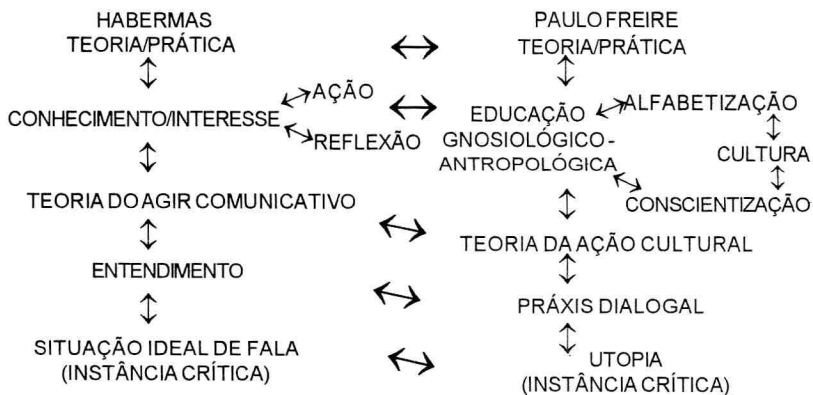 HABERMAS
TEORIA/PRÁTICA
CONHECIMENTO/INTERESSE
AÇÃO
REFLEXÃO
TEORIA DO AGIR COMUNICATIVO
ENTENDIMENTO
SITUAÇÃO IDEAL DE FALA
(INSTÂNCIA CRÍTICA)
PAULO FREIRE
TEORIA/PRÁTICA
EDUCAÇÃO
GNOSIOLÓGICO-
ANTROPOLÓGICA
ALFABETIZAÇÃO
CULTURA
CONSCIENTIZAÇÃO
TEORIA DA AÇÃO CULTURAL
PRÁXIS DIALOGAL
UTOPIA
(INSTÂNCIA CRÍTICA)